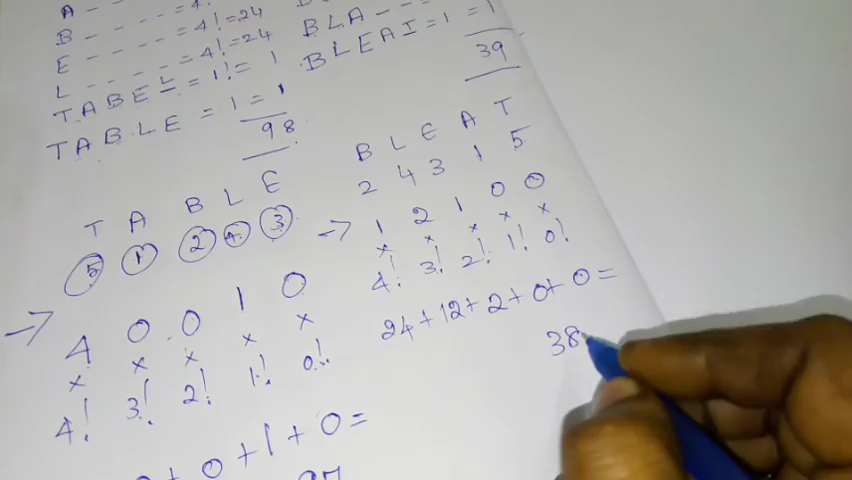 A - - - - = 4!
B - - - - = 4! = 24
E - - - - = 4! = 24
L - - - - = 4! = 24
TABEL = 1! = 1
TABLE = 1 = 1
98
BLA - - = 1
BLEAT = 1 = 1
39
T A B L E
5 1 2 4 3
→ 4 0 0 1 0
× × × × ×
4! 3! 2! 1! 0!
+ 0 + 1 + 0 =
97
B L E A T
2 4 3 1 5
→ 1 2 1 0 0
× × × × ×
4! 3! 2! 1! 0!
24 + 12 + 2 + 0 + 0 =
38